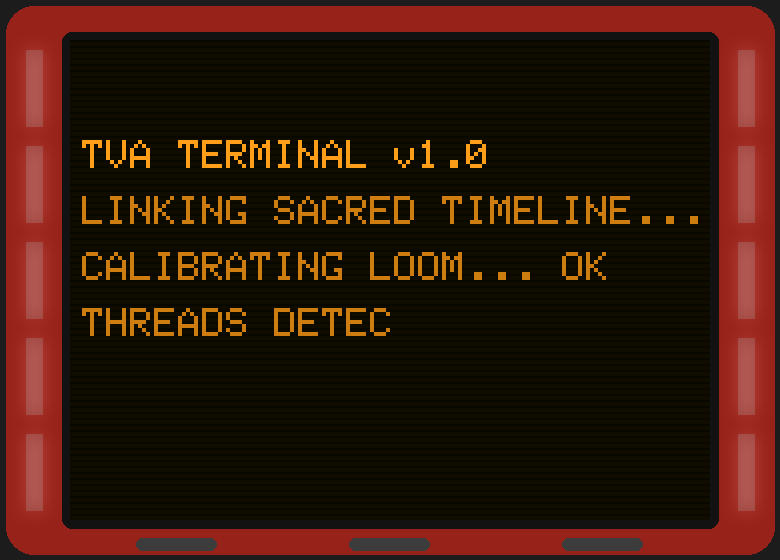 TVA TERMINAL v1.0
LINKING SACRED TIMELINE...
CALIBRATING LOOM... OK
THREADS DETEC